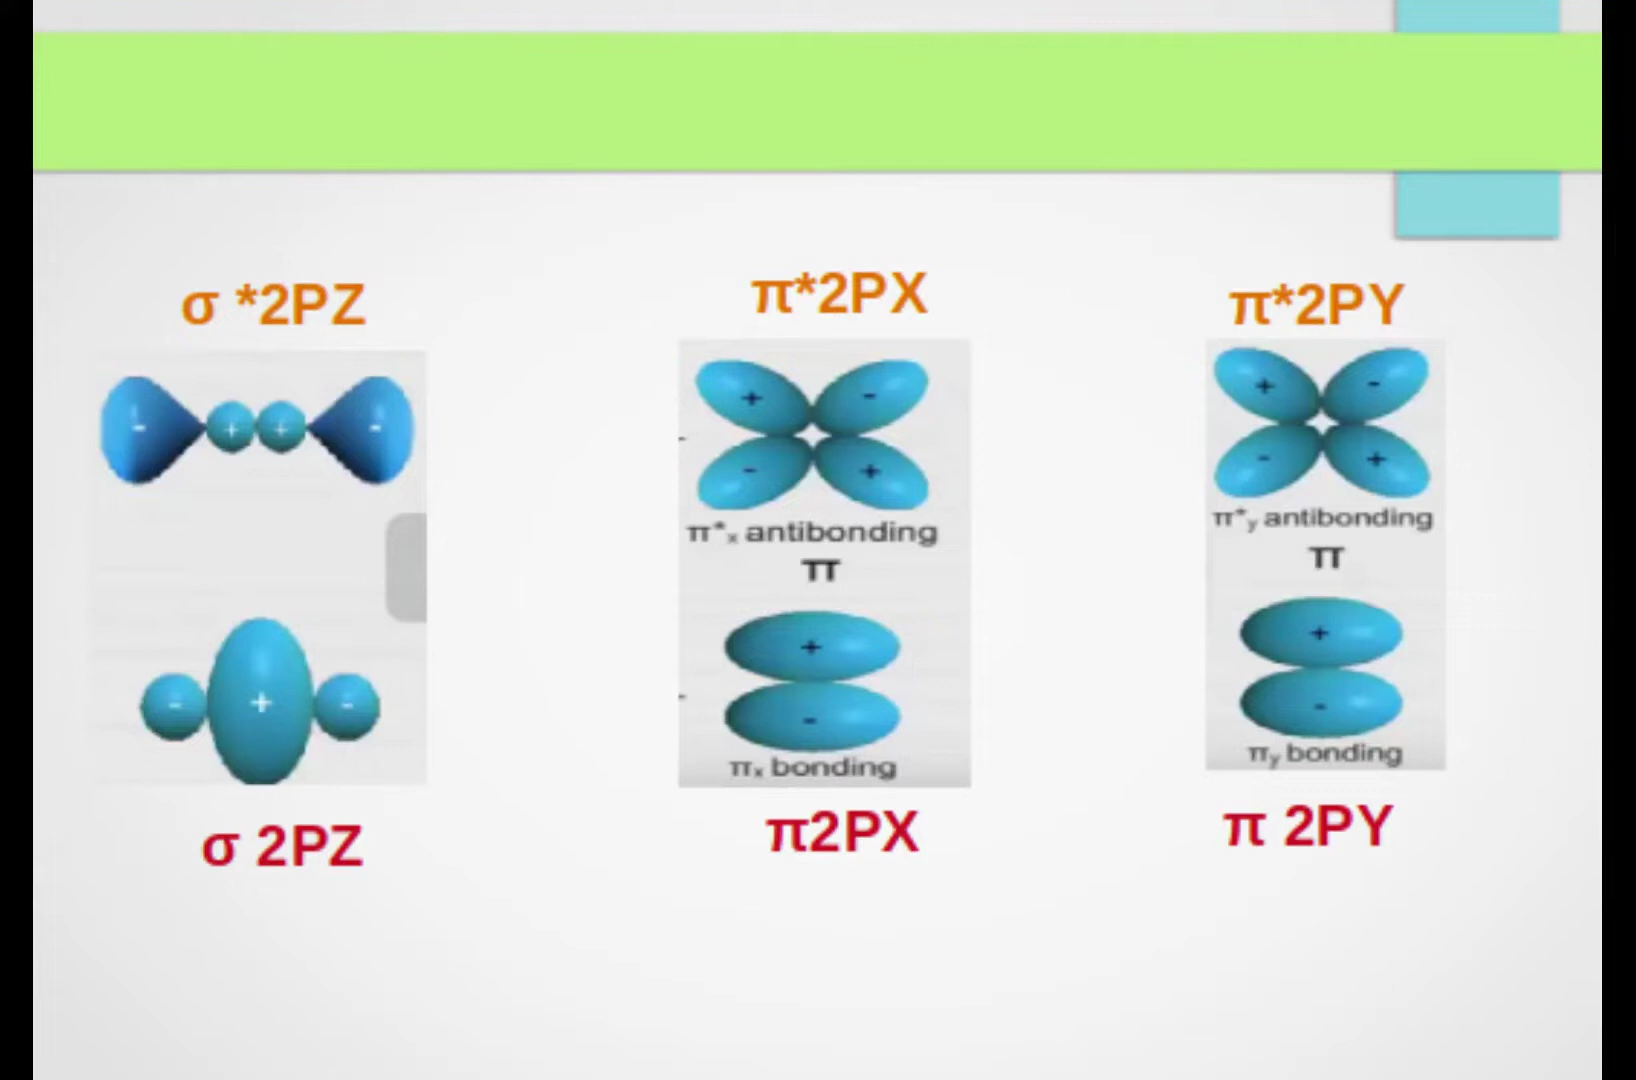 σ *2PZ
- + + -
- + -
σ 2PZ
π*2PX
+ -
- +
π*x antibonding
π
+
-
πx bonding
π2PX
π*2PY
+ -
- +
π*y antibonding
π
+
-
πy bonding
π 2PY